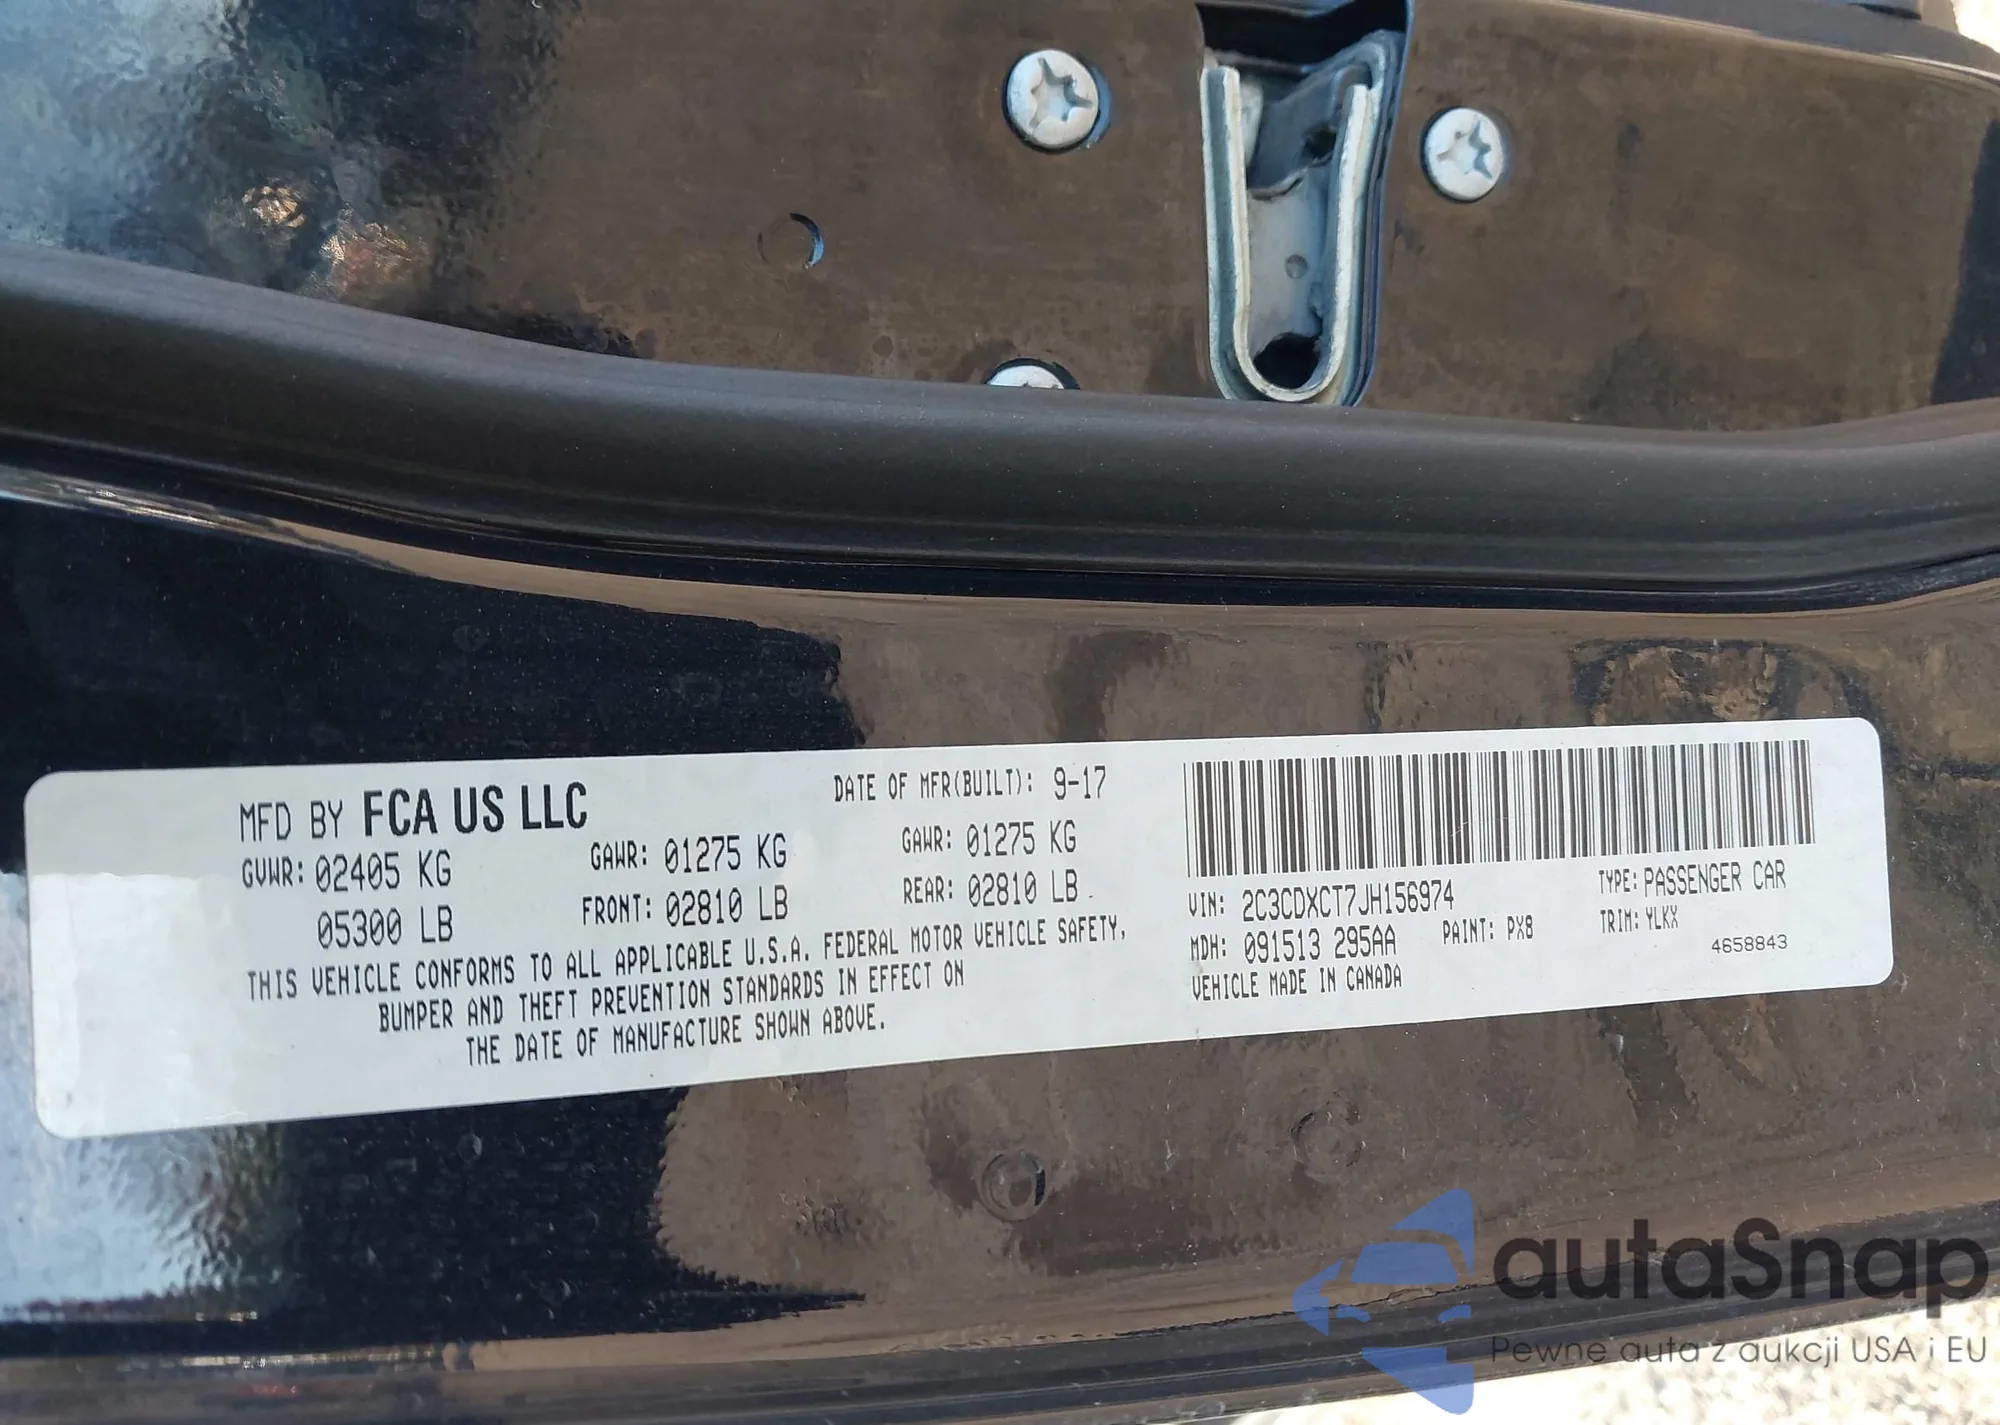 MFD BY FCA US LLC DATE OF MFR(BUILT): 9-17
GVWR: 02405 KG GAWR: 01275 KG GAWR: 01275 KG
05300 LB FRONT: 02810 LB REAR: 02810 LB
THIS VEHICLE CONFORMS TO ALL APPLICABLE U.S.A. FEDERAL MOTOR VEHICLE SAFETY,
BUMPER AND THEFT PREVENTION STANDARDS IN EFFECT ON
THE DATE OF MANUFACTURE SHOWN ABOVE.
VIN: 2C3CDXCT7JH156974 TYPE: PASSENGER CAR
MDH: 091513 295AA PAINT: PX8 TRIM: YLKX
VEHICLE MADE IN CANADA 4658843
autaSnap
Pewne auta z aukcji USA i EU